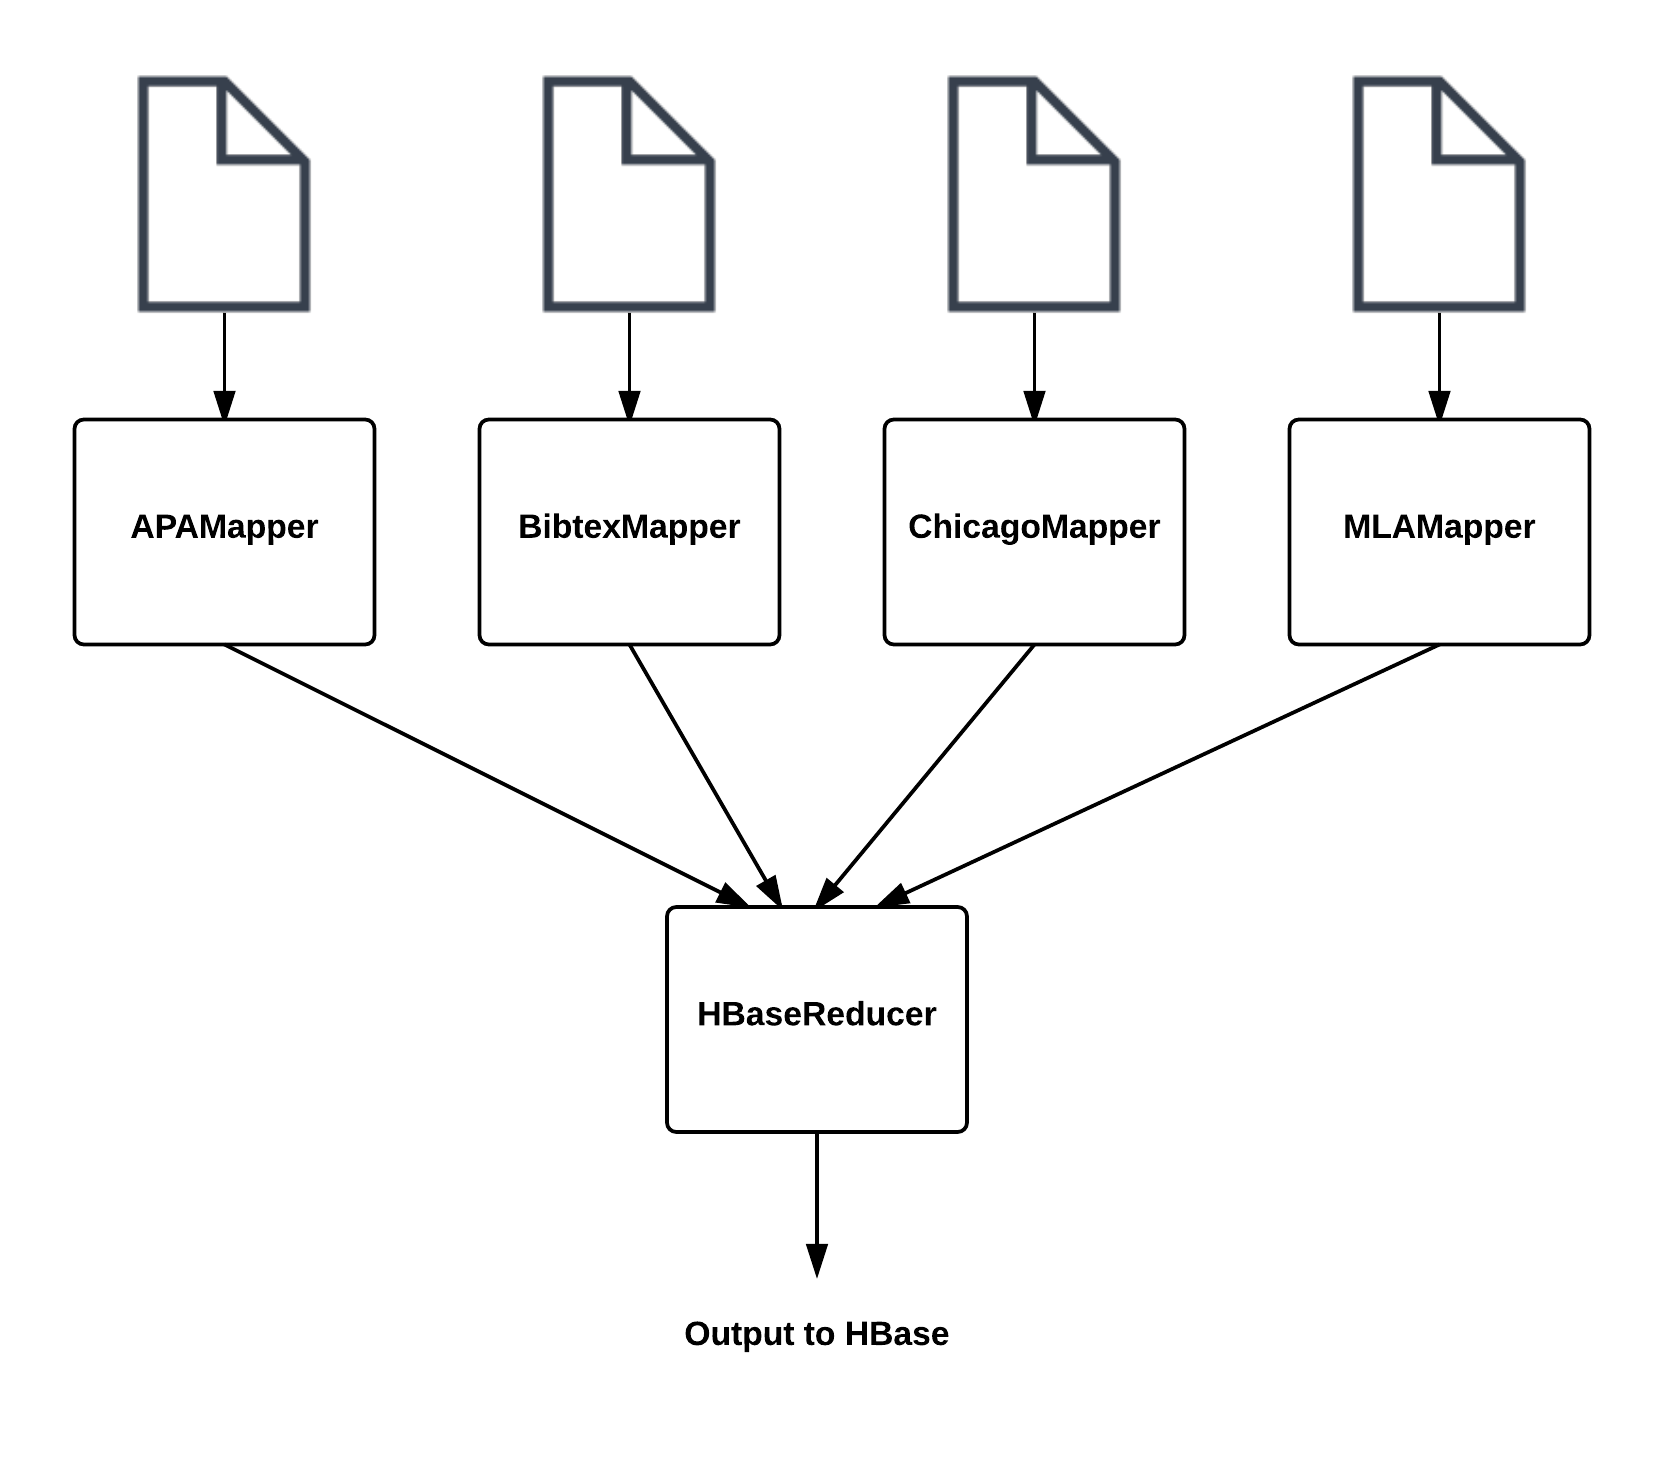 APAMapper
BibtexMapper
ChicagoMapper
MLAMapper
HBaseReducer
Output to HBase